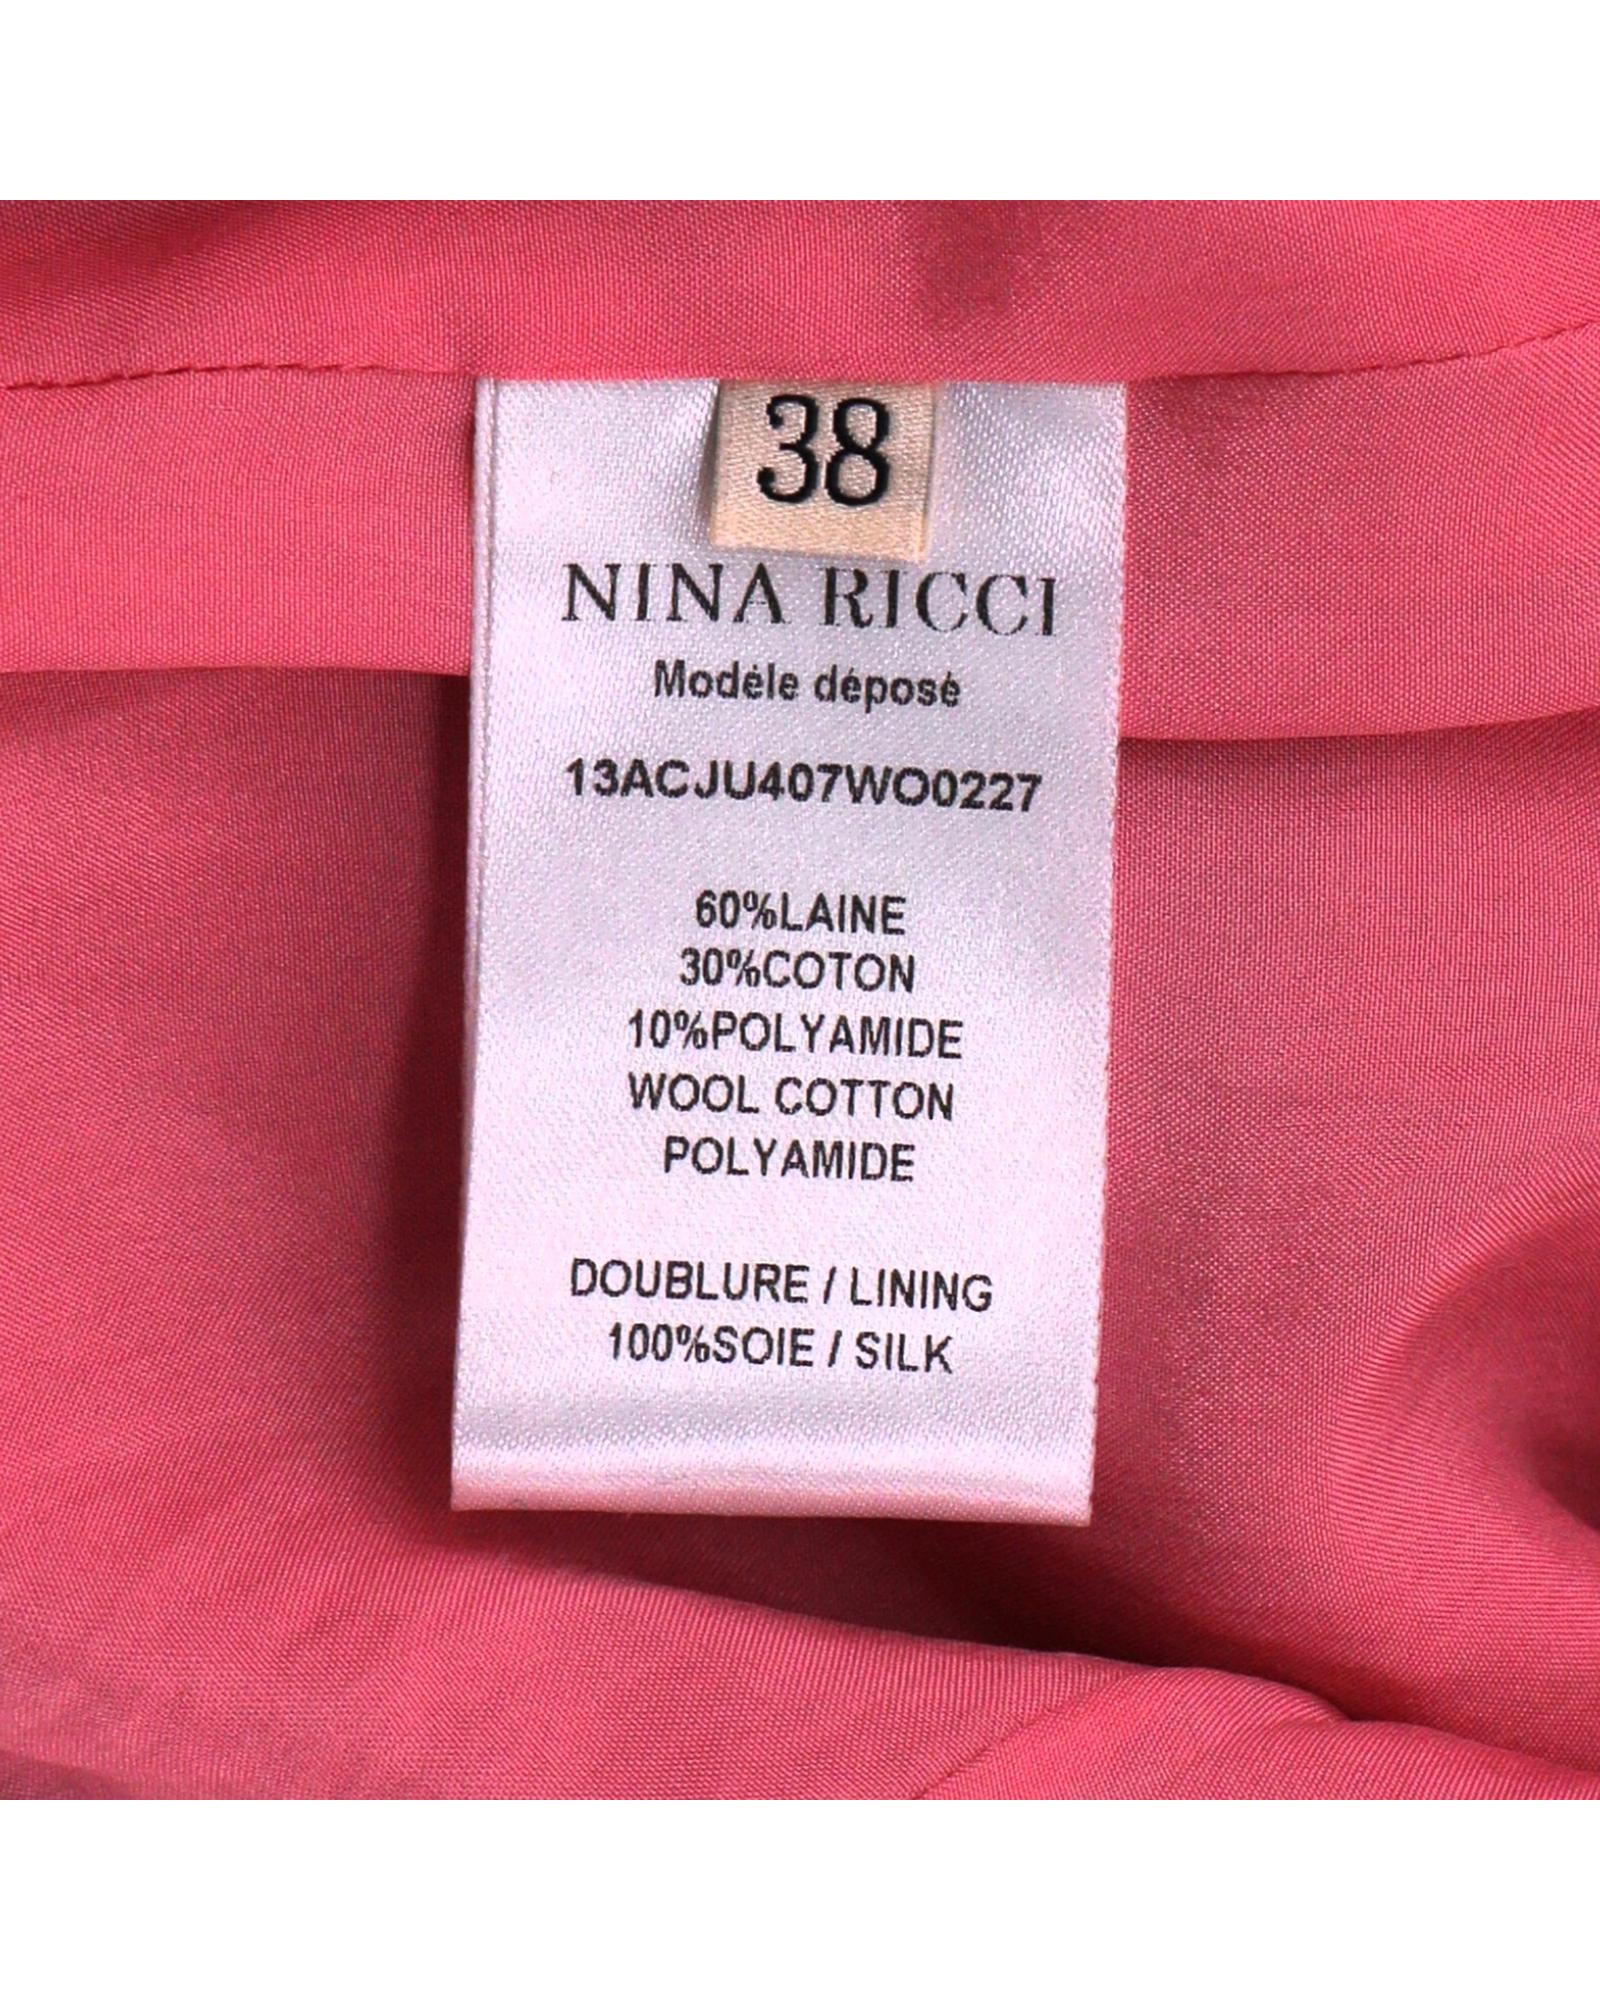 38
NINA RICCI
Modèle déposé
13ACJU407WO0227
60%LAINE
30%COTON
10%POLYAMIDE
WOOL COTTON
POLYAMIDE
DOUBLURE / LINING
100%SOIE / SILK